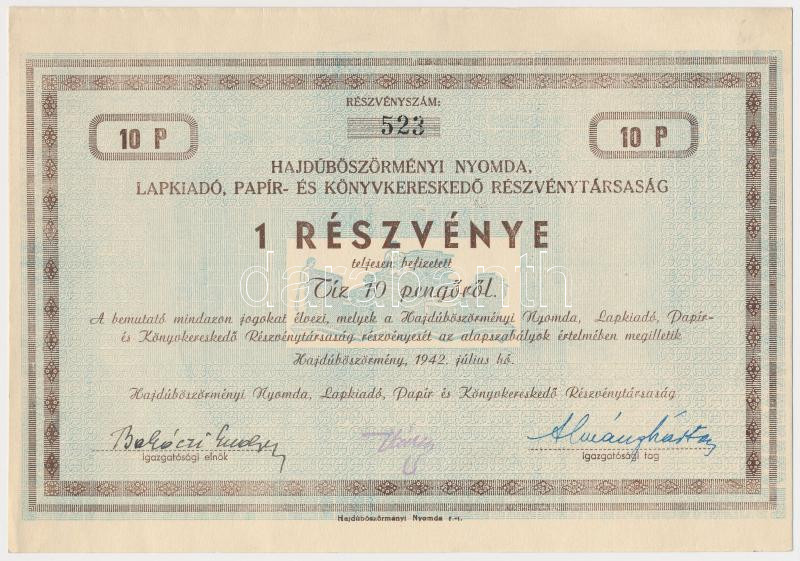 RÉSZVÉNYSZÁM:
523
10 P
10 P
HAJDÚBÖSZÖRMÉNYI NYOMDA,
LAPKIADÓ, PAPÍR- ÉS KÖNYVKERESKEDŐ RÉSZVÉNYTÁRSASÁG
1 RÉSZVÉNYE
teljesen befizetett
darabanth
Tíz 10 pengőről.
A bemutató mindazon jogokat élvezi, melyek a Hajdúböszörményi Nyomda, Lapkiadó, Papír-
és Könyvkereskedő Részvénytársaság részvényesét az alapszabályok értelmében megilletik
Hajdúböszörmény, 1942. július hó.
Hajdúböszörményi Nyomda, Lapkiadó, Papír és Könyvkereskedő Részvénytársaság
igazgatósági elnök
igazgatósági tag
Hajdúböszörményi Nyomda r.-t.